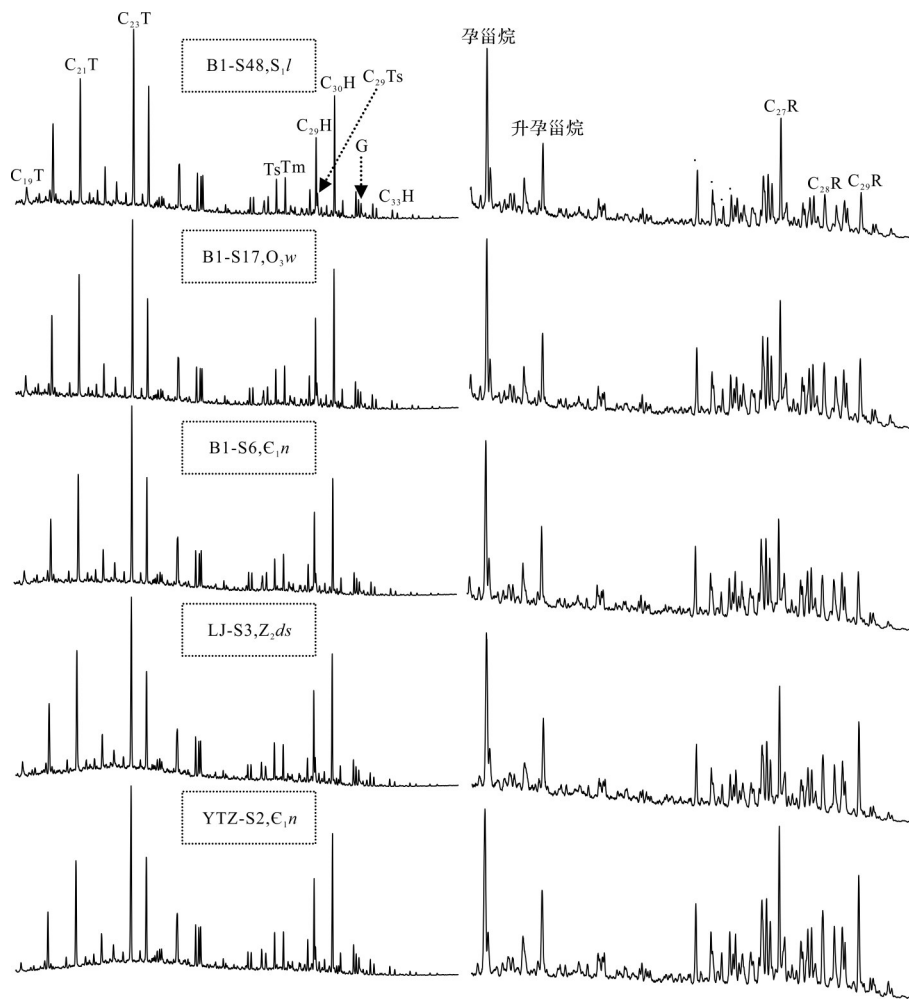 C₂₃T
C₂₁T
C₁₉T
B1-S48,S₁l
C₃₀H
C₂₉Ts
C₂₉H
G
TsTm
C₃₃H
孕甾烷
升孕甾烷
C₂₇R
C₂₈R
C₂₉R
B1-S17,O₃w
B1-S6,Є₁n
LJ-S3,Z₂ds
YTZ-S2,Є₁n